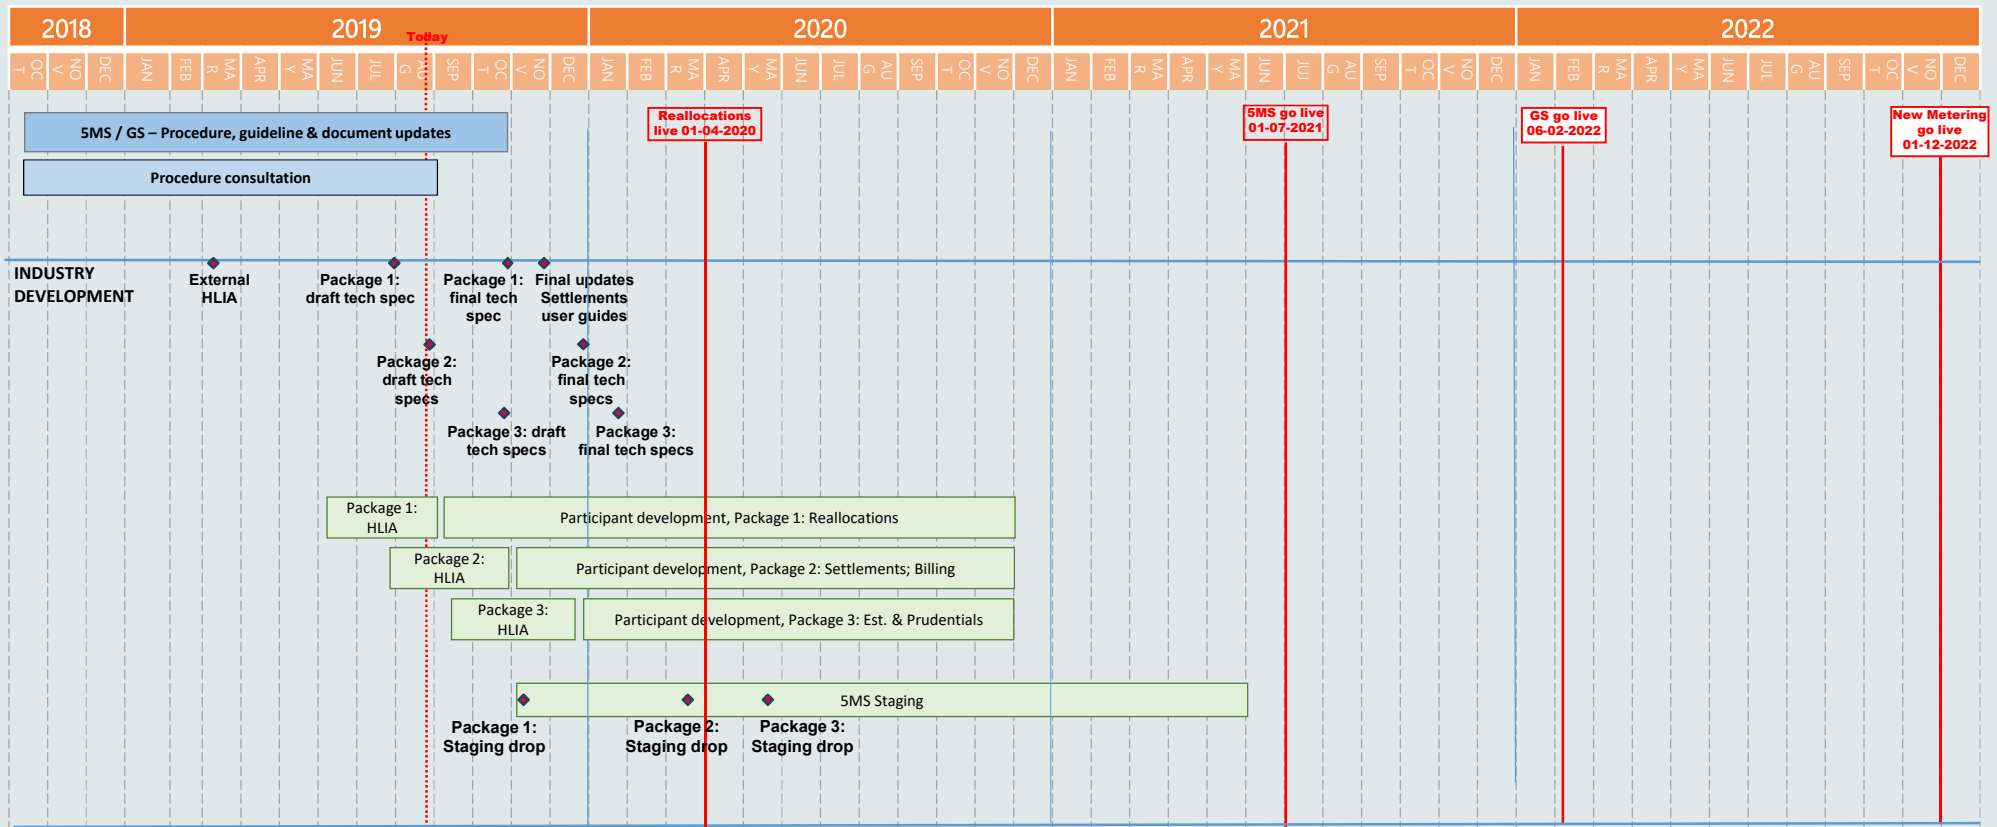 2018 2019 2020 2021 2022
Today
OC
T
NO
V
DEC
JAN
FEB
MA
R
APR
MA
Y
JUN
JUL
AU
G
SEP
OC
T
NO
V
DEC
JAN
FEB
MA
R
APR
MA
Y
JUN
JUL
AU
G
SEP
OC
T
NO
V
DEC
JAN
FEB
MA
R
APR
MA
Y
JUN
JUJ
AU
G
SEP
OC
T
NO
V
DEC
JAN
FEB
MA
R
APR
MA
Y
JUN
JUL
AU
G
SEP
OC
T
NO
V
DEC
5MS / GS – Procedure, guideline & document updates
Procedure consultation
Reallocations
live 01-04-2020
5MS go live
01-07-2021
GS go live
06-02-2022
New Metering
go live
01-12-2022
INDUSTRY
DEVELOPMENT
External
HLIA
Package 1:
draft tech spec
Package 1:
final tech
spec
Final updates
Settlements
user guides
Package 2:
draft tech
specs
Package 2:
final tech
specs
Package 3: draft
tech specs
Package 3:
final tech specs
Package 1:
HLIA
Participant development, Package 1: Reallocations
Package 2:
HLIA
Participant development, Package 2: Settlements; Billing
Package 3:
HLIA
Participant development, Package 3: Est. & Prudentials
5MS Staging
Package 1:
Staging drop
Package 2:
Staging drop
Package 3:
Staging drop